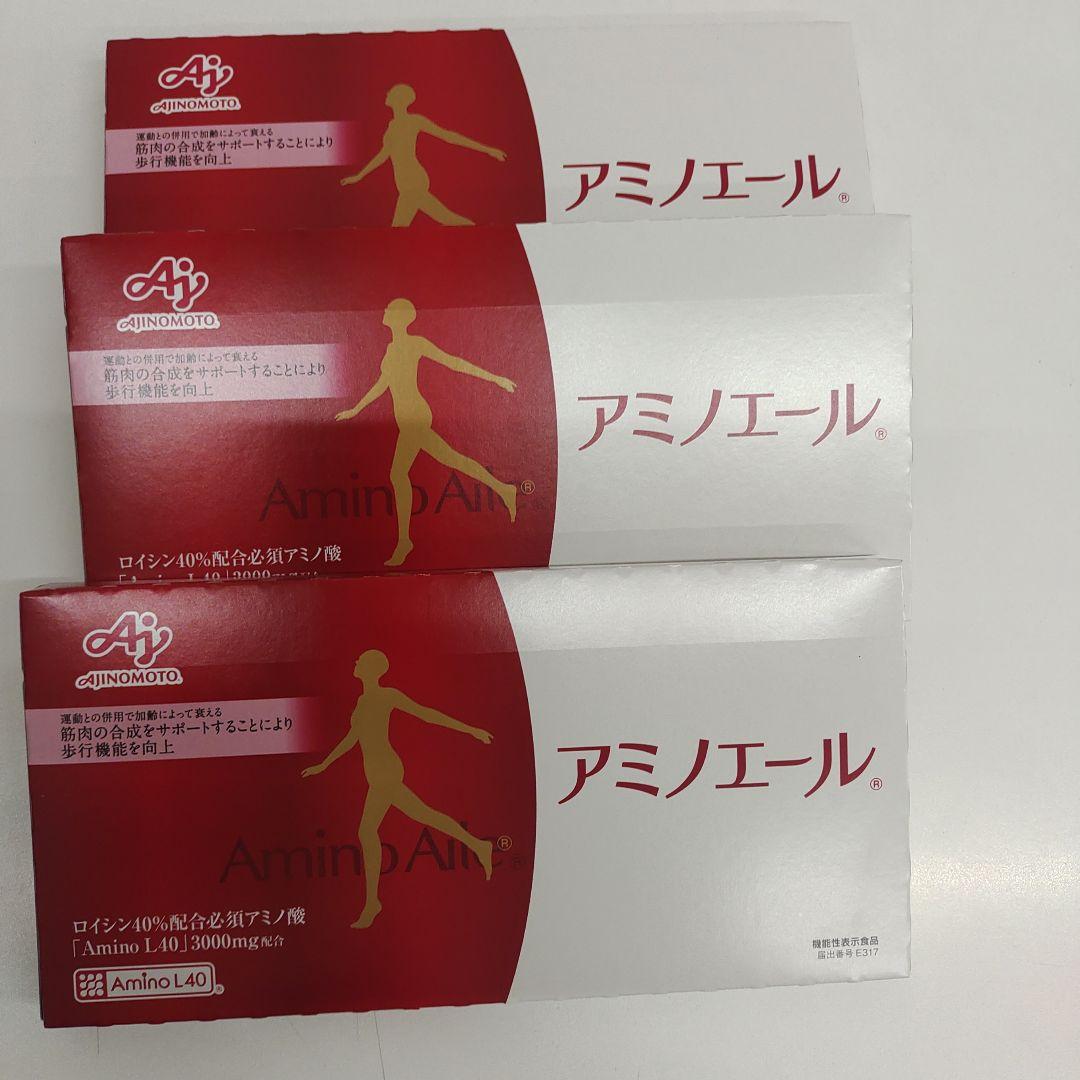 Aj
AJINOMOTO®
運動との併用で加齢によって衰える
筋肉の合成をサポートすることにより
歩行機能を向上
アミノエール®
Aj
AJINOMOTO®
運動との併用で加齢によって衰える
筋肉の合成をサポートすることにより
歩行機能を向上
アミノエール®
Amino Aile®
ロイシン40%配合必須アミノ酸
「Amino L40」3000mg
Aj
AJINOMOTO®
運動との併用で加齢によって衰える
筋肉の合成をサポートすることにより
歩行機能を向上
アミノエール®
Amino Aile®
ロイシン40%配合必須アミノ酸
「Amino L40」3000mg配合
Amino L40®
機能性表示食品
届出番号 E317